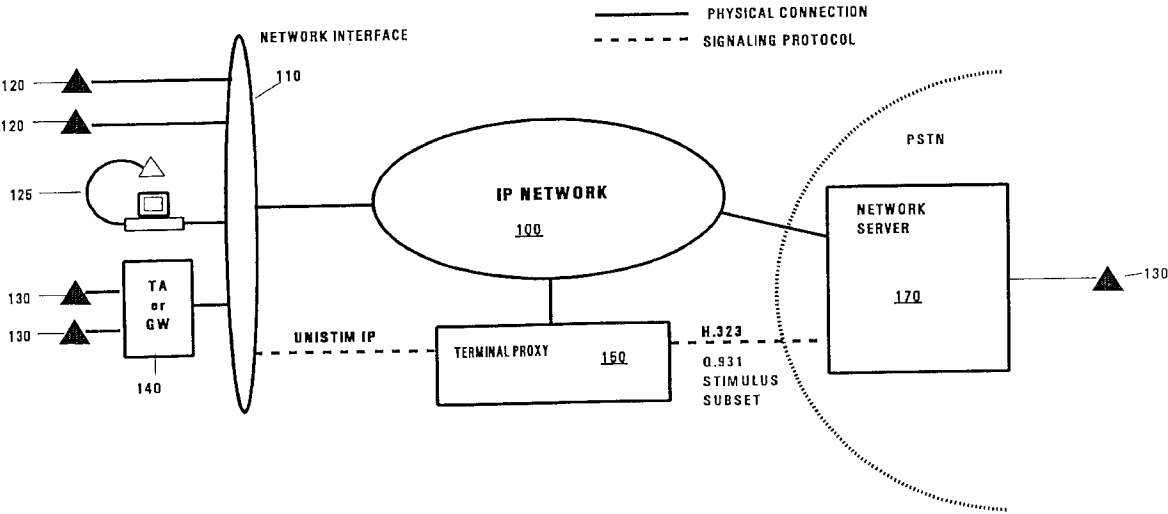 PHYSICAL CONNECTION
SIGNALING PROTOCOL
NETWORK INTERFACE
110
120
120
125
130
130
TA
or
GW
140
IP NETWORK
100
UNISTIM IP
TERMINAL PROXY
150
H.323
Q.931
STIMULUS
SUBSET
PSTN
NETWORK
SERVER
170
130